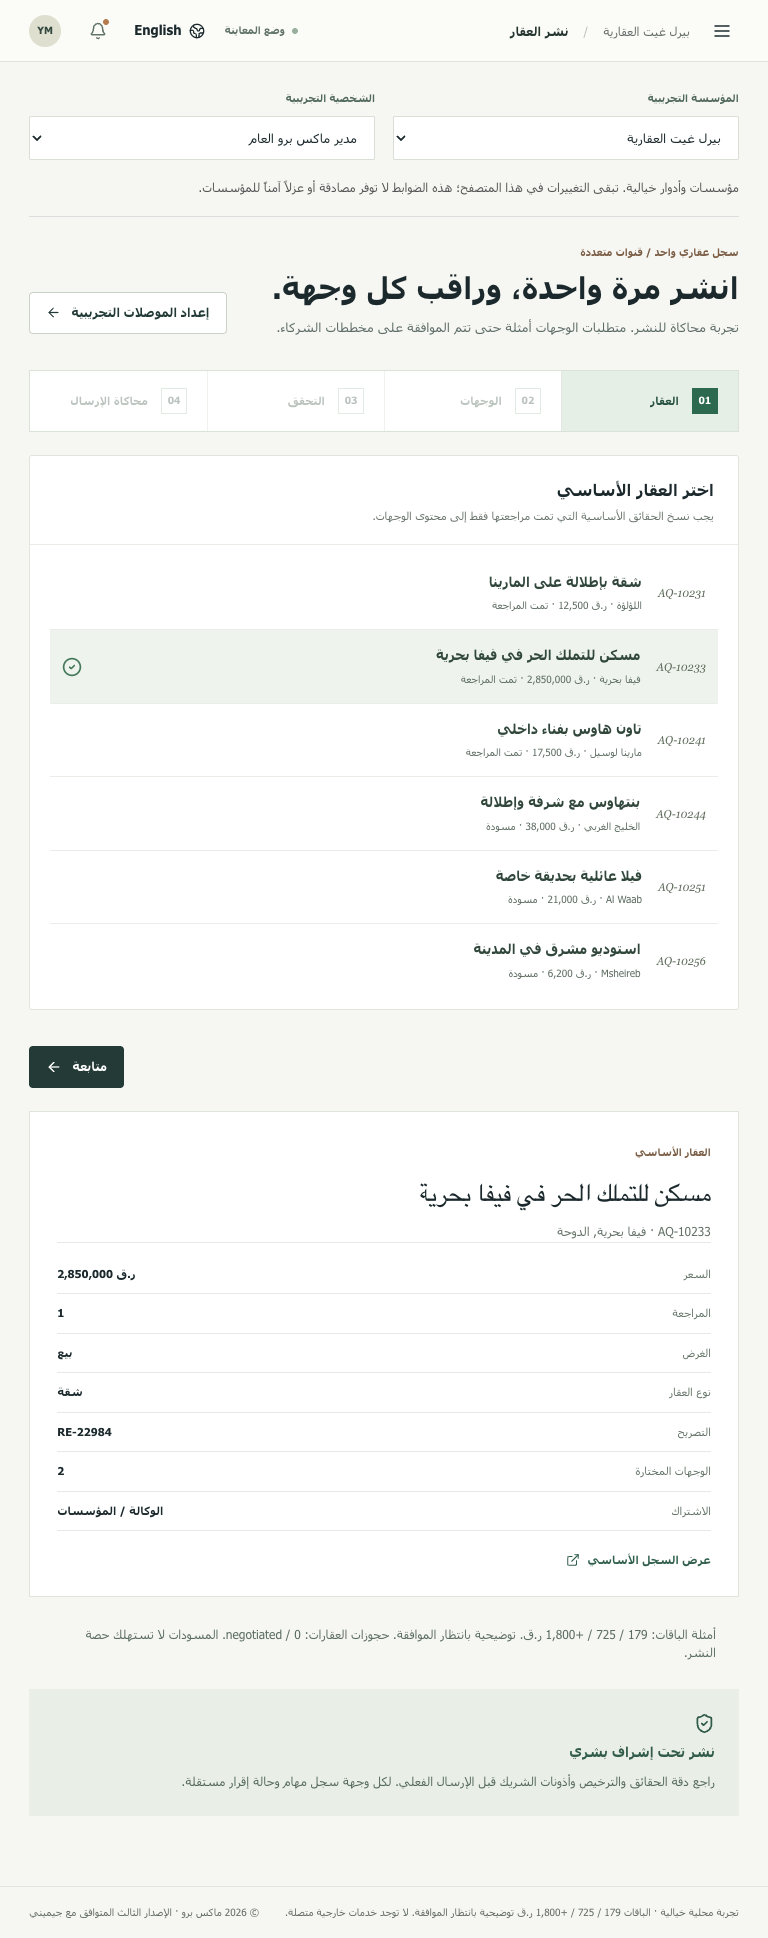 بيرل غيت العقارية / نشر العقار
وضع المعاينة
English
YM
المؤسسة التجريبية
بيرل غيت العقارية
الشخصية التجريبية
مدير ماكس برو العام
مؤسسات وأدوار خيالية. تبقى التغييرات في هذا المتصفح؛ هذه الضوابط لا توفر مصادقة أو عزلاً آمناً للمؤسسات.
سجل عقاري واحد / قنوات متعددة
انشر مرة واحدة، وراقب كل وجهة.
تجربة محاكاة للنشر. متطلبات الوجهات أمثلة حتى تتم الموافقة على مخططات الشركاء.
إعداد الموصلات التجريبية
01 العقار
02 الوجهات
03 التحقق
04 محاكاة الإرسال
اختر العقار الأساسي
يجب نسخ الحقائق الأساسية التي تمت مراجعتها فقط إلى محتوى الوجهات.
AQ-10231
شقة بإطلالة على المارينا
اللؤلؤة · ر.ق 12,500 · تمت المراجعة
AQ-10233
مسكن للتملك الحر في فيفا بحرية
فيفا بحرية · ر.ق 2,850,000 · تمت المراجعة
AQ-10241
تاون هاوس بفناء داخلي
مارينا لوسيل · ر.ق 17,500 · تمت المراجعة
AQ-10244
بنتهاوس مع شرفة وإطلالة
الخليج الغربي · ر.ق 38,000 · مسودة
AQ-10251
فيلا عائلية بحديقة خاصة
Al Waab · ر.ق 21,000 · مسودة
AQ-10256
استوديو مشرق في المدينة
Msheireb · ر.ق 6,200 · مسودة
متابعة
العقار الأساسي
مسكن للتملك الحر في فيفا بحرية
AQ-10233 · فيفا بحرية, الدوحة
السعر ر.ق 2,850,000
المراجعة 1
الغرض بيع
نوع العقار شقة
التصريح RE-22984
الوجهات المختارة 2
الاشتراك الوكالة / المؤسسات
عرض السجل الأساسي
أمثلة الباقات: 179 / 725 / +1,800 ر.ق. توضيحية بانتظار الموافقة. حجوزات العقارات: 0 / negotiated. المسودات لا تستهلك حصة
النشر.
نشر تحت إشراف بشري
راجع دقة الحقائق والترخيص وأذونات الشريك قبل الإرسال الفعلي. لكل وجهة سجل مهام وحالة إقرار مستقلة.
تجربة محلية خيالية · الباقات 179 / 725 / +1,800 ر.ق توضيحية بانتظار الموافقة. لا توجد خدمات خارجية متصلة.
© 2026 ماكس برو · الإصدار الثالث المتوافق مع جيميني